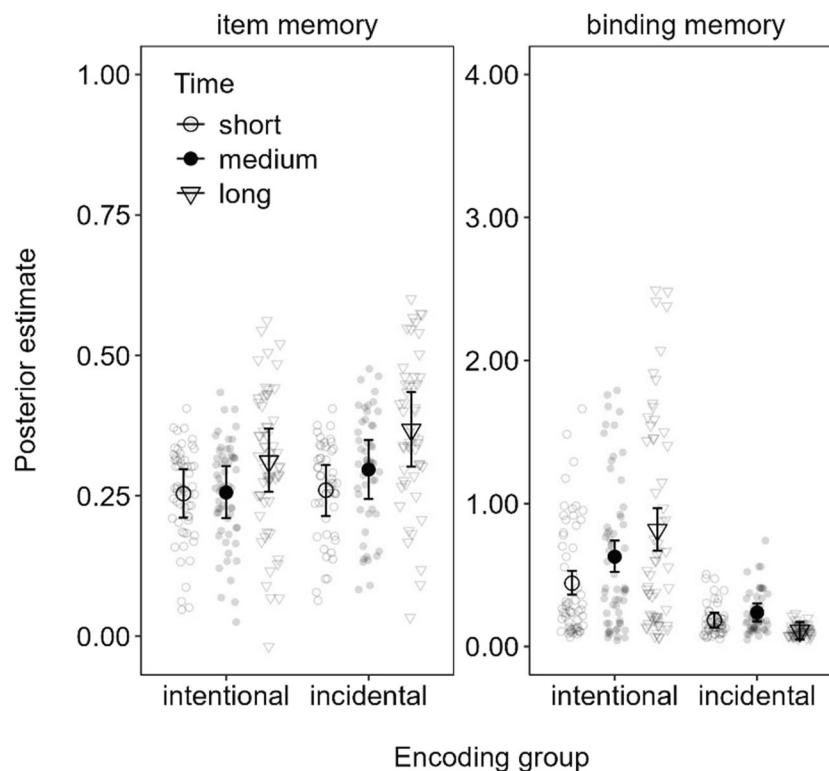 item memory
binding memory
Time
short
medium
long
Posterior estimate
1.00
0.75
0.50
0.25
0.00
4.00
3.00
2.00
1.00
0.00
intentional
incidental
intentional
incidental
Encoding group